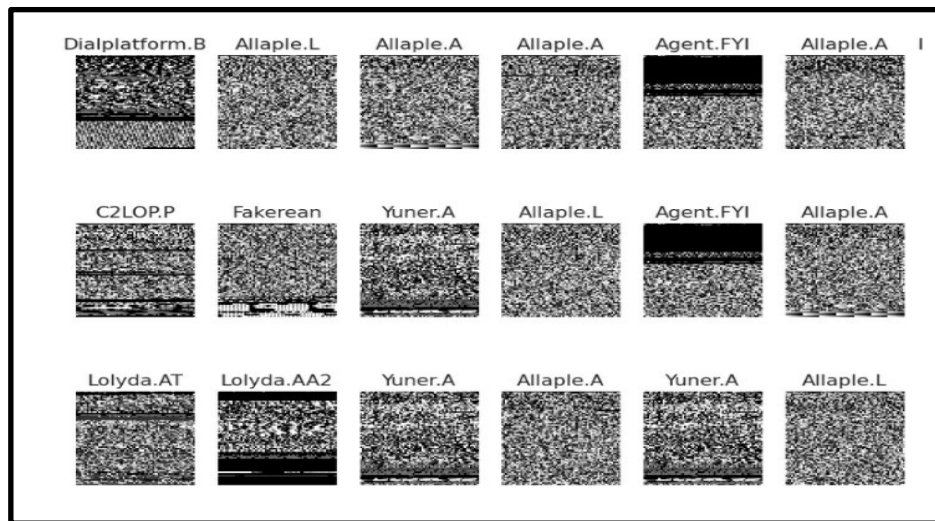 Dialplatform.B Allaple.L Allaple.A Allaple.A Agent.FYI Allaple.A I
C2LOP.P Fakerean Yuner.A Allaple.L Agent.FYI Allaple.A
Lolyda.AT Lolyda.AA2 Yuner.A Allaple.A Yuner.A Allaple.L